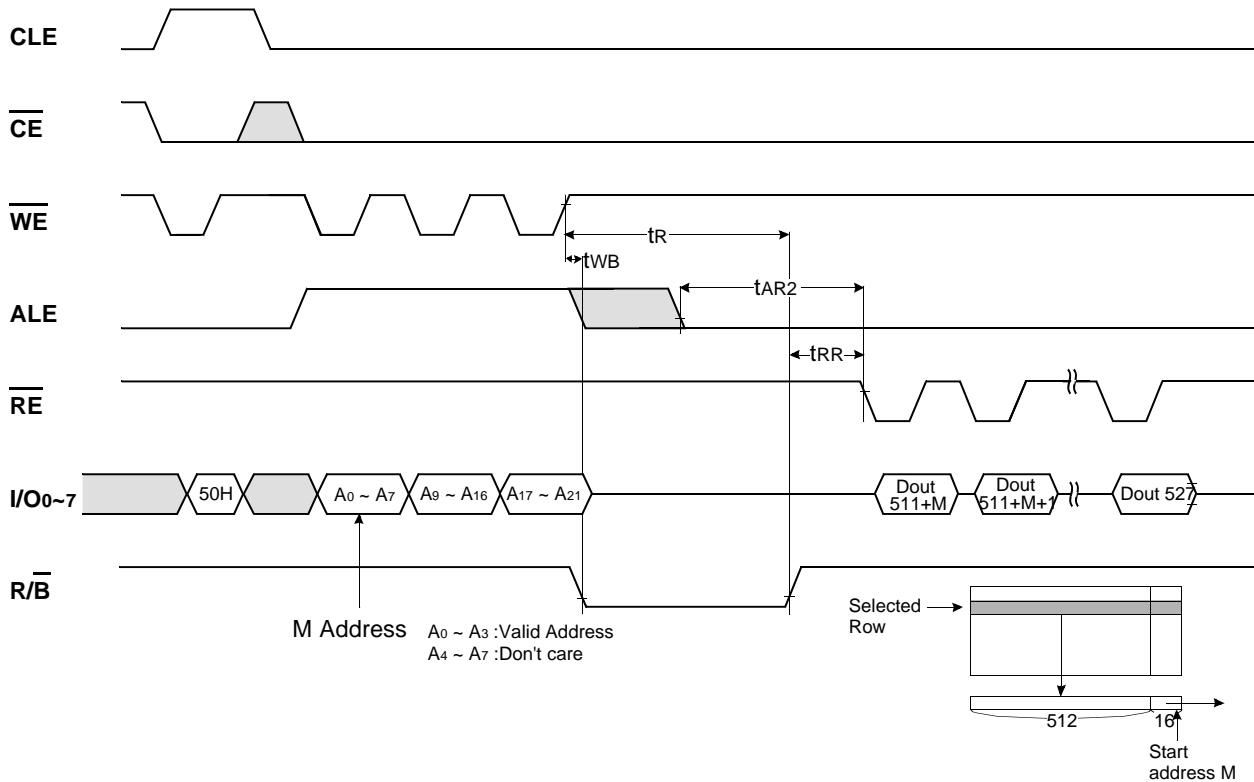 CLE
CE
WE
tR
tWB
ALE
tAR2
tRR
RE
I/O0~7
50H
A0 ~ A7
A9 ~ A16
A17 ~ A21
Dout
511+M
Dout
511+M+1
Dout 527
R/B
M Address
A0 ~ A3 :Valid Address
A4 ~ A7 :Don't care
Selected
Row
512
16
Start
address M